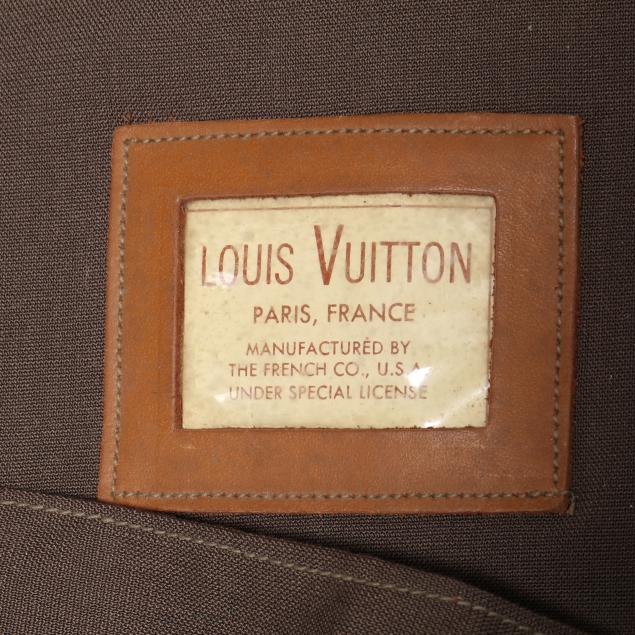 LOUIS VUITTON
PARIS, FRANCE
MANUFACTURED BY
THE FRENCH CO., U.S.A.
UNDER SPECIAL LICENSE